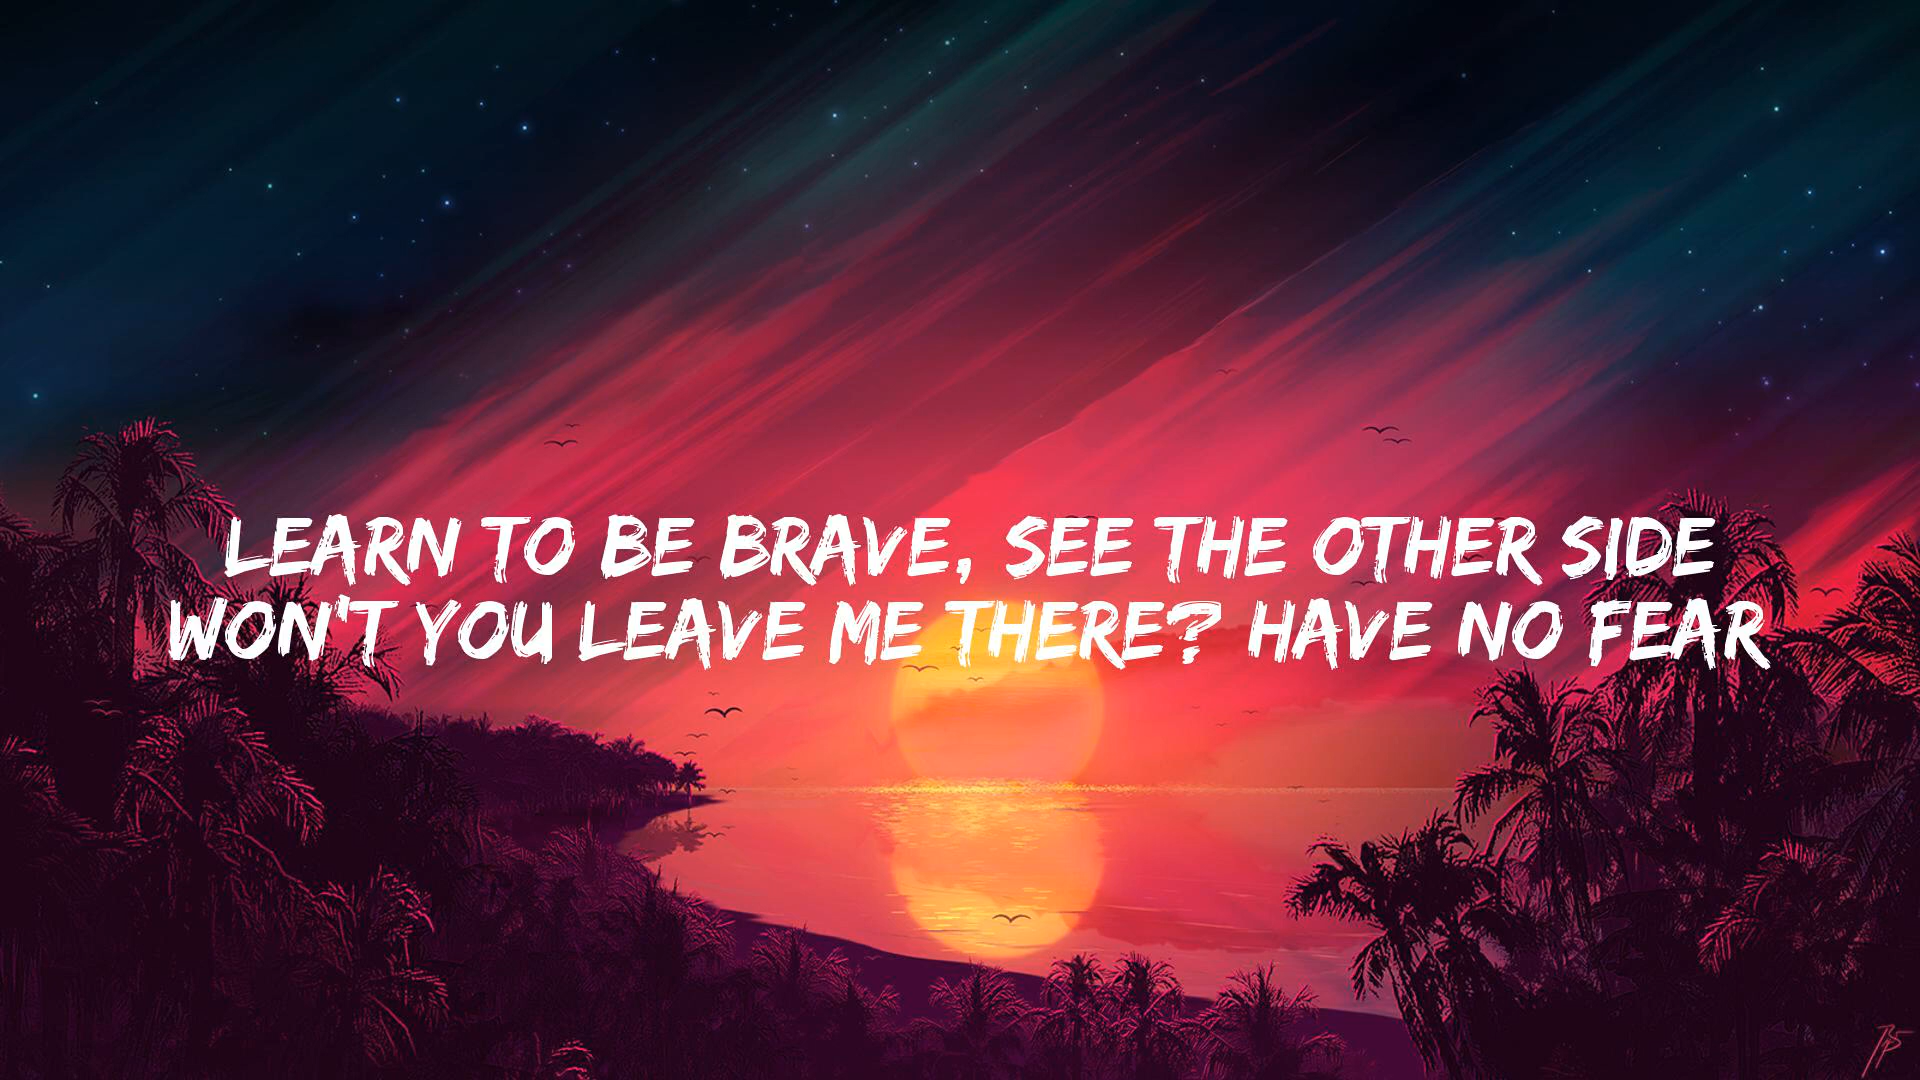 LEARN TO BE BRAVE, SEE THE OTHER SIDE
WON'T YOU LEAVE ME THERE? HAVE NO FEAR